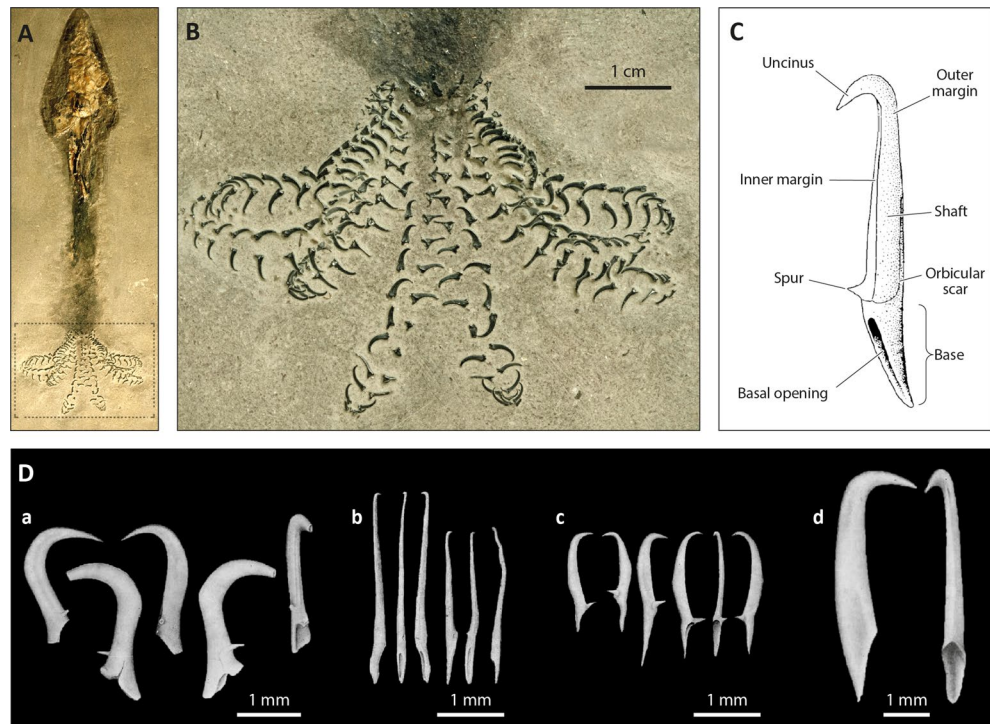 A
B
1 cm
C
Uncinus
Outer
margin
Inner margin
Shaft
Spur
Orbicular
scar
Base
Basal opening
D
a
b
c
d
1 mm
1 mm
1 mm
1 mm